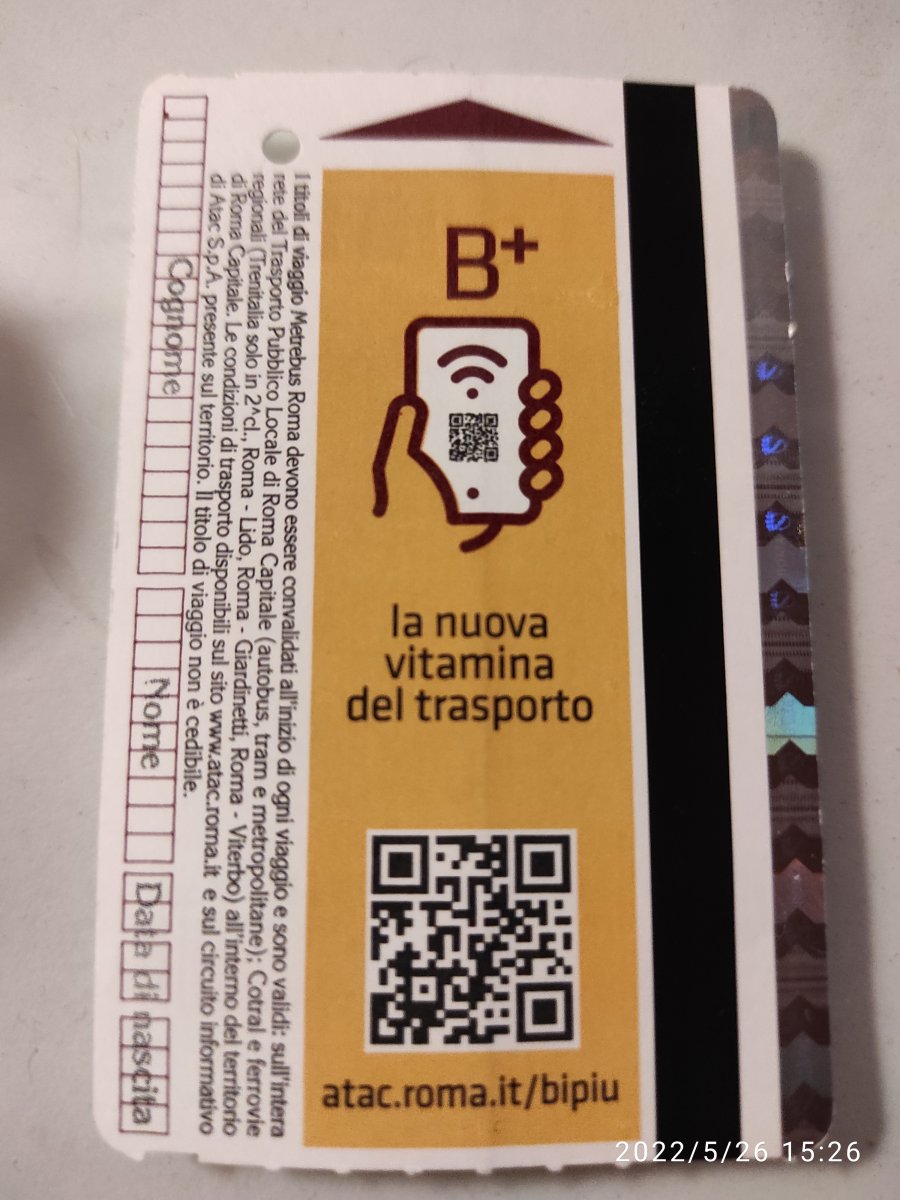 B+
la nuova
vitamina
del trasporto
atac.roma.it/bipiu
I titoli di viaggio Metrebus Roma devono essere convalidati all'inizio di ogni viaggio e sono validi: sull'intera
rete del Trasporto Pubblico Locale di Roma Capitale (autobus, tram e metropolitane); Cotral e ferrovie
regionali (Trenitalia solo in 2^cl., Roma - Lido, Roma - Giardinetti, Roma - Viterbo) all'interno del territorio
di Roma Capitale. Le condizioni di trasporto disponibili sul sito www.atac.roma.it e sul circuito informativo
di Atac S.p.A. presente sul territorio. Il titolo di viaggio non è cedibile.
Cognome
Nome
Data di nascita
2022/5/26 15:26